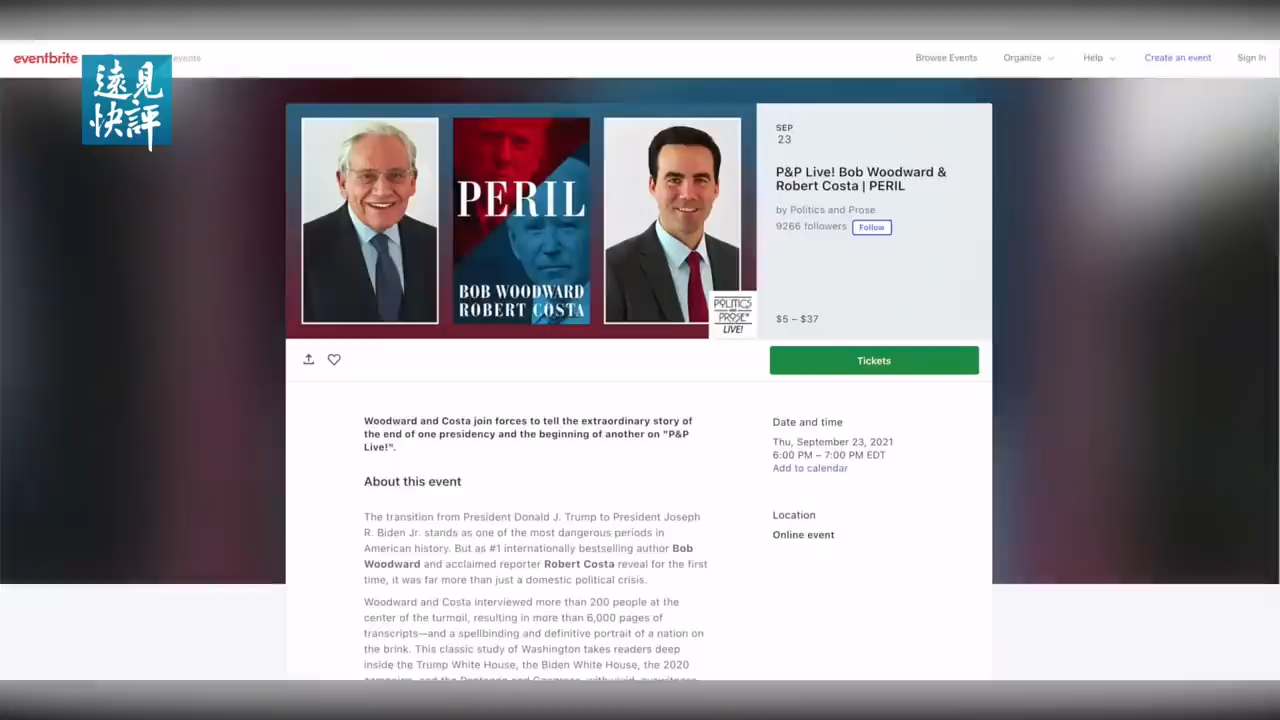 eventbrite
events
Browse Events
Organize
Help
Create an event
Sign In
遠見
快評
PERIL
BOB WOODWARD
ROBERT COSTA
POLITICS
and
PROSE
LIVE!
SEP
23
P&P Live! Bob Woodward &
Robert Costa | PERIL
by Politics and Prose
9266 followers
Follow
$5 – $37
Tickets
Woodward and Costa join forces to tell the extraordinary story of
the end of one presidency and the beginning of another on "P&P
Live!".
About this event
The transition from President Donald J. Trump to President Joseph
R. Biden Jr. stands as one of the most dangerous periods in
American history. But as #1 internationally bestselling author Bob
Woodward and acclaimed reporter Robert Costa reveal for the first
time, it was far more than just a domestic political crisis.
Woodward and Costa interviewed more than 200 people at the
center of the turmoil, resulting in more than 6,000 pages of
transcripts—and a spellbinding and definitive portrait of a nation on
the brink. This classic study of Washington takes readers deep
inside the Trump White House, the Biden White House, the 2020
Date and time
Thu, September 23, 2021
6:00 PM – 7:00 PM EDT
Add to calendar
Location
Online event